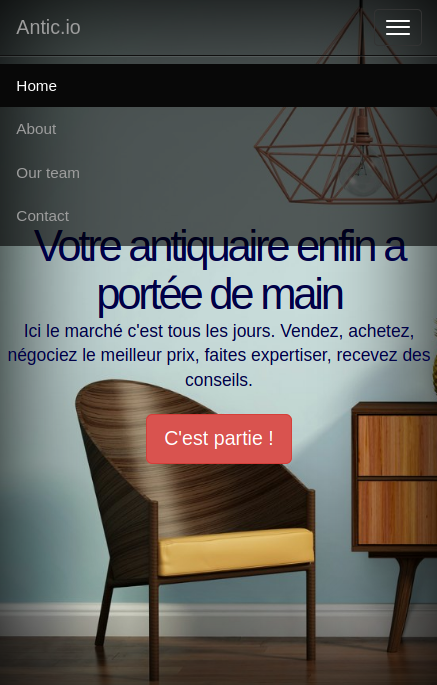 Antic.io
Home
About
Our team
Contact
Votre antiquaire enfin a
portée de main
Ici le marché c'est tous les jours. Vendez, achetez,
négociez le meilleur prix, faites expertiser, recevez des
conseils.
C'est partie !